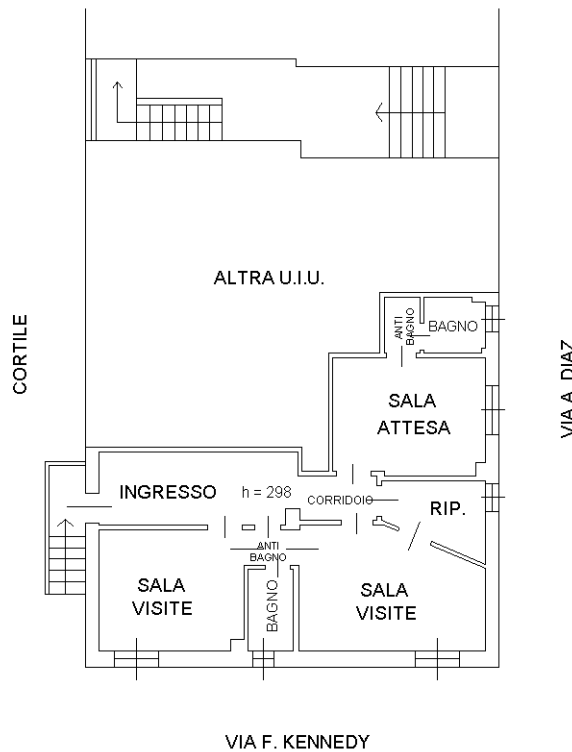 ALTRA U.I.U.
CORTILE
ANTI
BAGNO
BAGNO
VIA A. DIAZ
SALA
ATTESA
INGRESSO
h = 298
CORRIDOIO
RIP.
ANTI
BAGNO
SALA
VISITE
BAGNO
SALA
VISITE
VIA F. KENNEDY